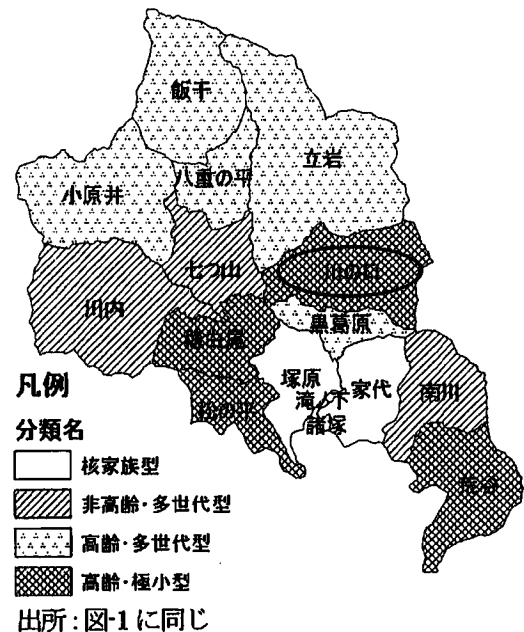 飯干
立岩
八重の平
小原井
七つ山
川の口
川内
黒葛原
塚原
家代
滝の下
南川
諸塚
凡例
分類名
核家族型
非高齢・多世代型
高齢・多世代型
高齢・極小型
出所：図-1に同じ